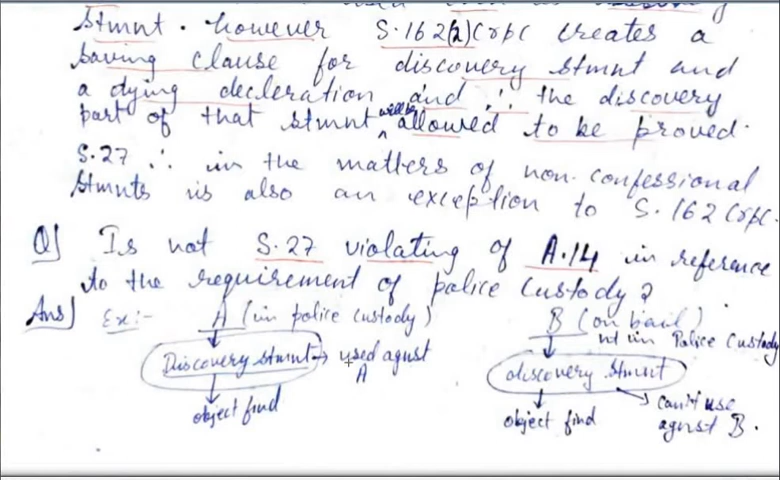 stmnt. however S.162(2) CrPC creates a
saving clause for discovery stmnt and
a dying decleration and ∴ the discovery
part of that stmnt will be allowed to be proved.
S.27 ∴ in the matters of non-confessional
stmnts is also an exception to S.162 CrPC.
Q] Is not S.27 violating of A.14 in reference
to the requirement of police custody?
Ans] Ex:- A (in police custody) B (on bail)
not in Police Custody
Discovery stmnt → used agnst A
discovery stmnt
object find
object find
can't use agnst B.